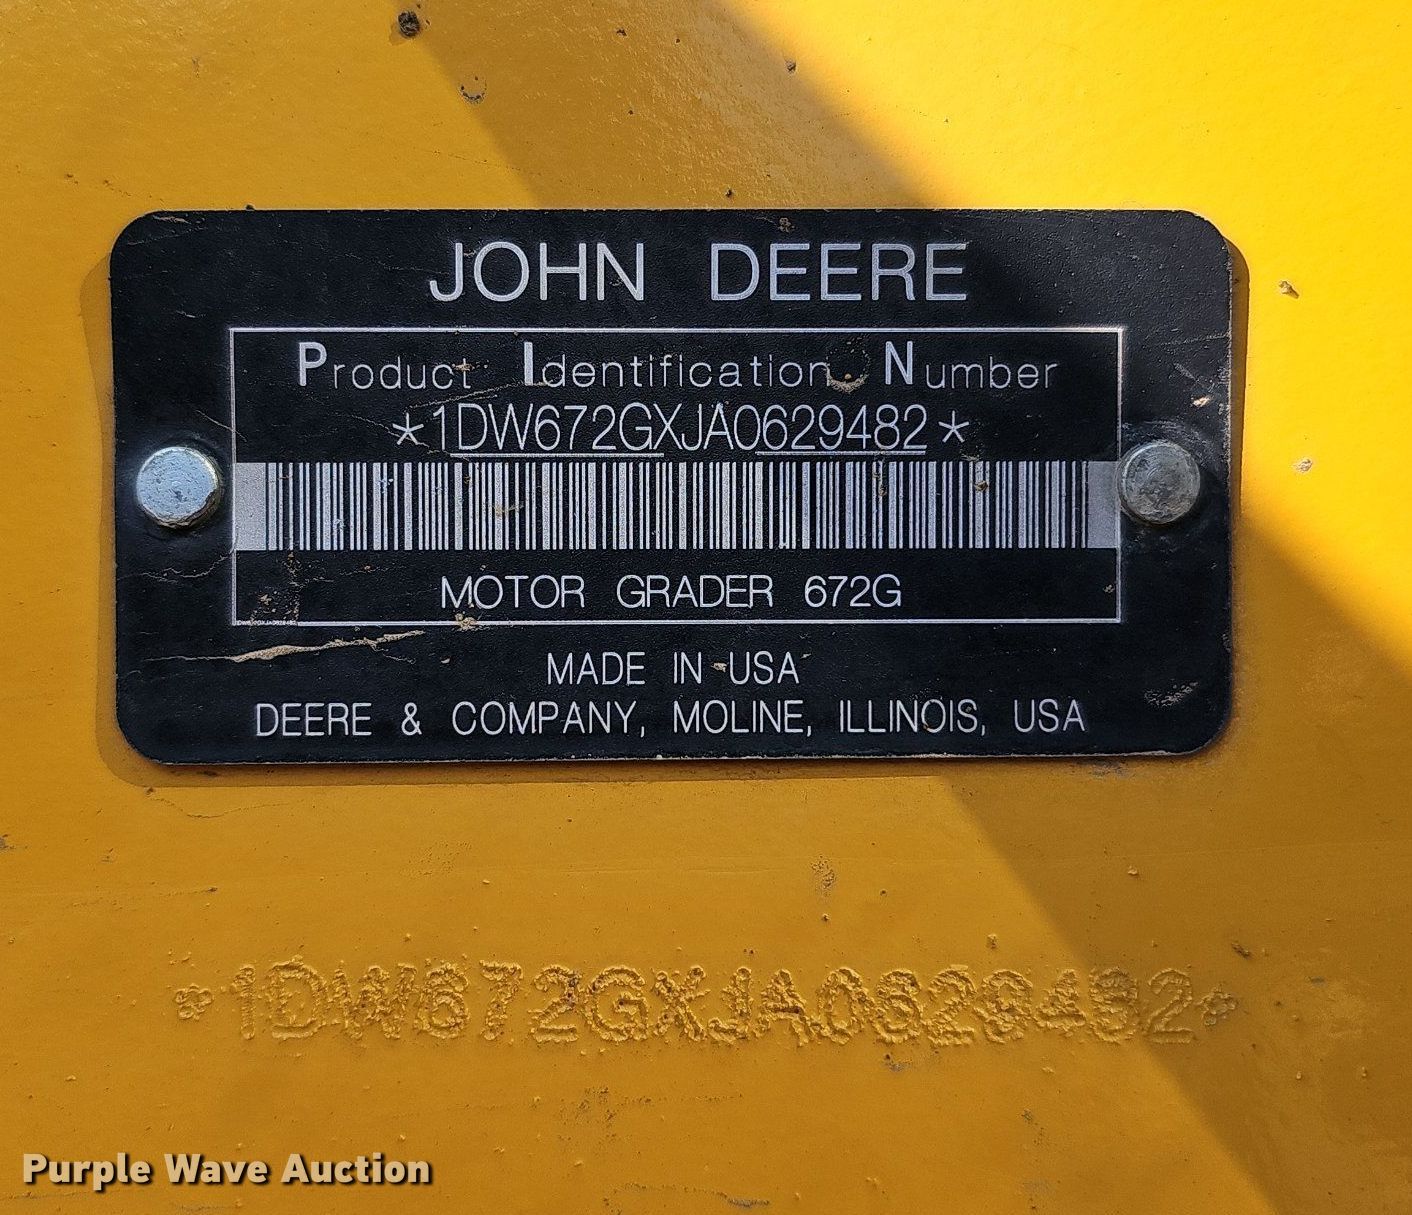 JOHN DEERE
Product Identification Number
*1DW672GXJA0629482*
MOTOR GRADER 672G
MADE IN USA
DEERE & COMPANY, MOLINE, ILLINOIS, USA
*1DW672GXJA0629482*
Purple Wave Auction